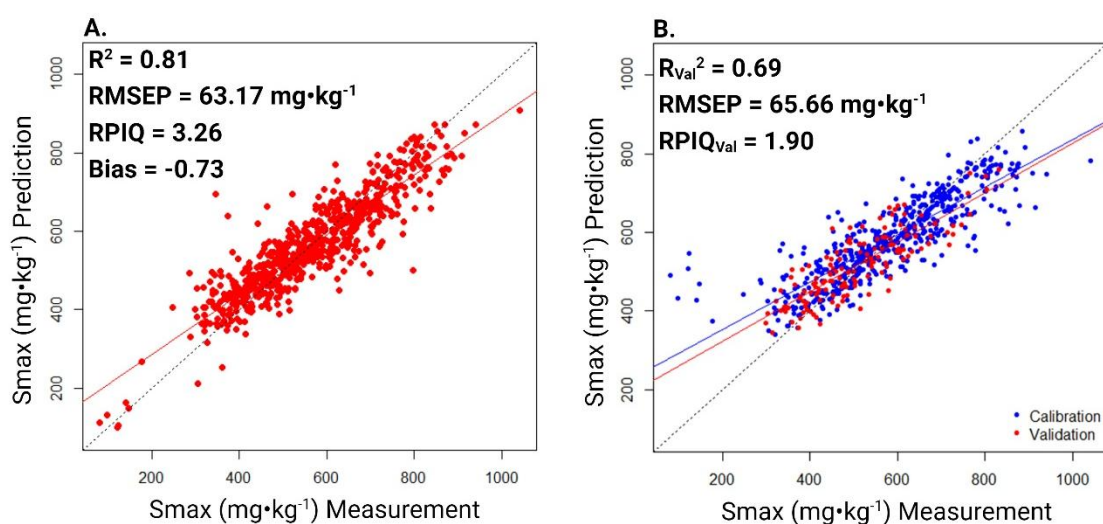 A.
R² = 0.81
RMSEP = 63.17 mg•kg⁻¹
RPIQ = 3.26
Bias = -0.73
Smax (mg•kg⁻¹) Prediction
200
400
600
800
1000
200 400 600 800 1000
Smax (mg•kg⁻¹) Measurement
B.
R_Val² = 0.69
RMSEP = 65.66 mg•kg⁻¹
RPIQ_Val = 1.90
Smax (mg•kg⁻¹) Prediction
200
400
600
800
1000
Calibration
Validation
200 400 600 800 1000
Smax (mg•kg⁻¹) Measurement